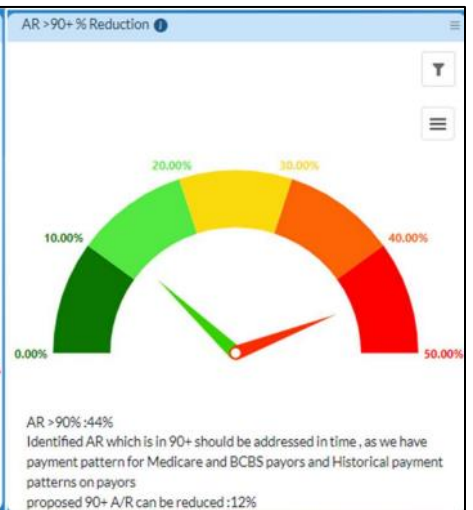 AR >90+ % Reduction
20.00%
30.00%
10.00%
40.00%
0.00%
50.00%
AR >90% :44%
Identified AR which is in 90+ should be addressed in time , as we have
payment pattern for Medicare and BCBS payors and Historical payment
patterns on payors
proposed 90+ A/R can be reduced :12%